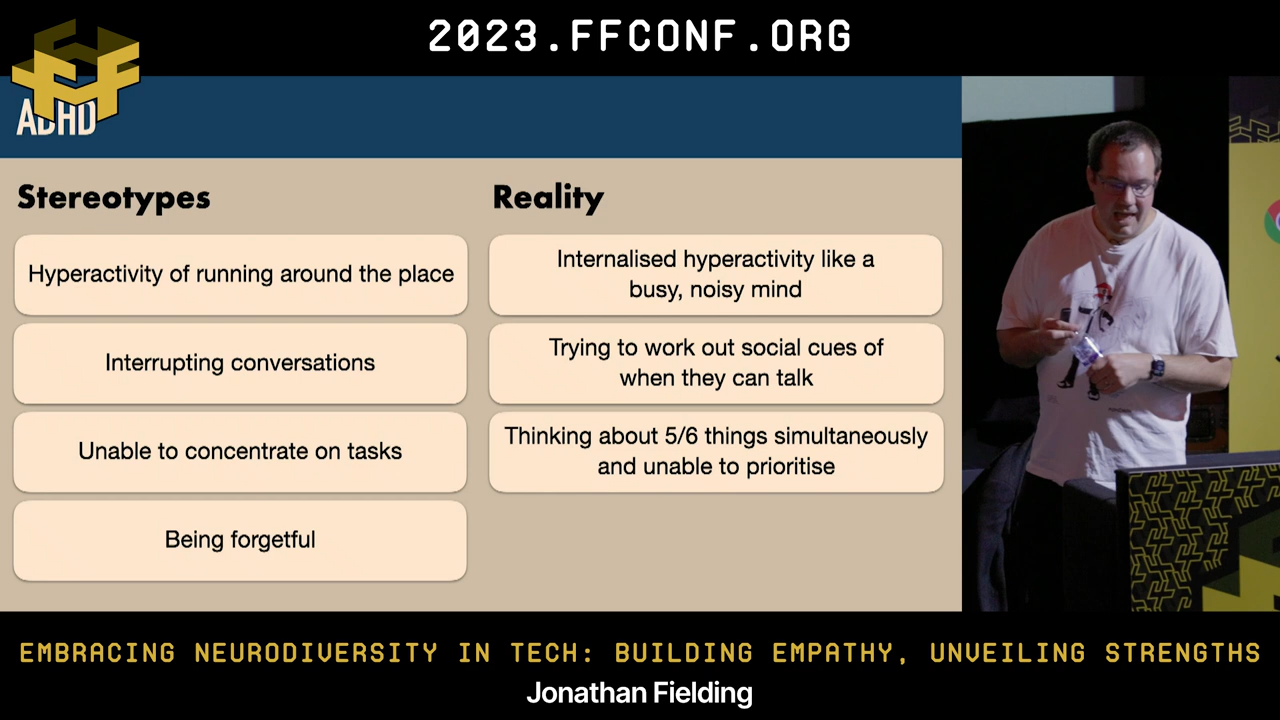 2023.FFCONF.ORG
ADHD
Stereotypes
Reality
Hyperactivity of running around the place
Internalised hyperactivity like a
busy, noisy mind
Interrupting conversations
Trying to work out social cues of
when they can talk
Unable to concentrate on tasks
Thinking about 5/6 things simultaneously
and unable to prioritise
Being forgetful
EMBRACING NEURODIVERSITY IN TECH: BUILDING EMPATHY, UNVEILING STRENGTHS
Jonathan Fielding